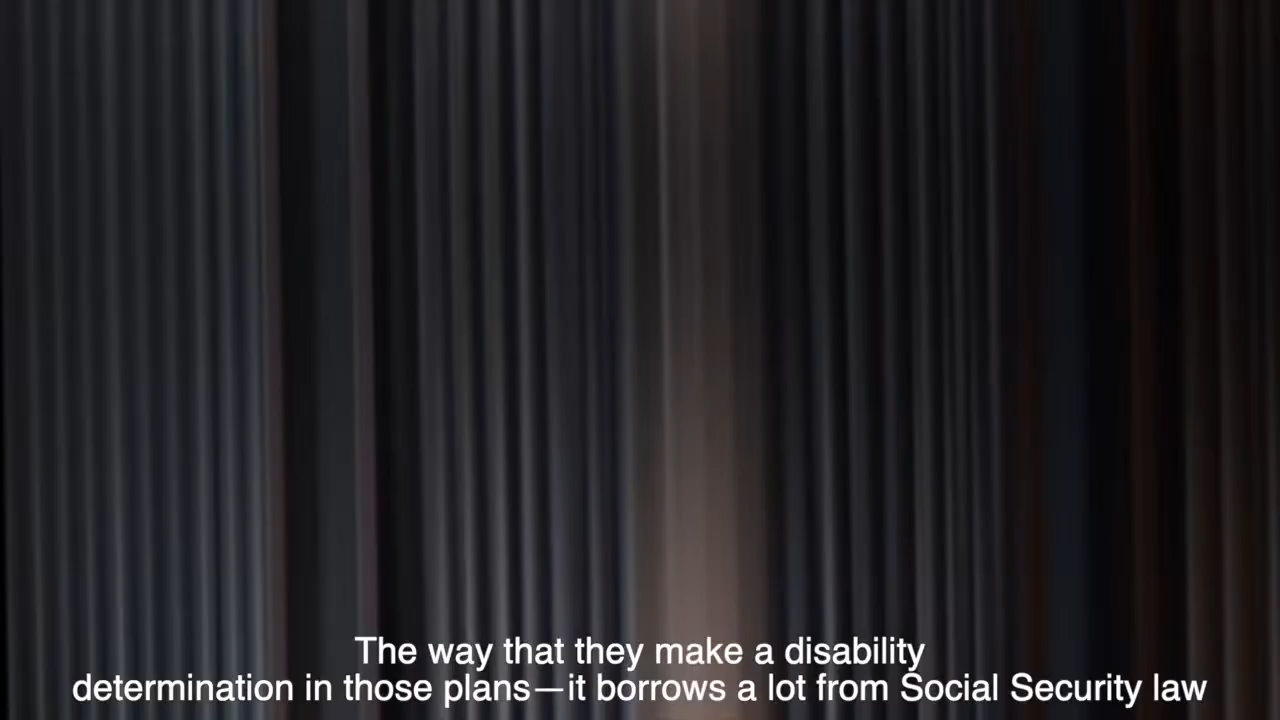 The way that they make a disability
determination in those plans—it borrows a lot from Social Security law